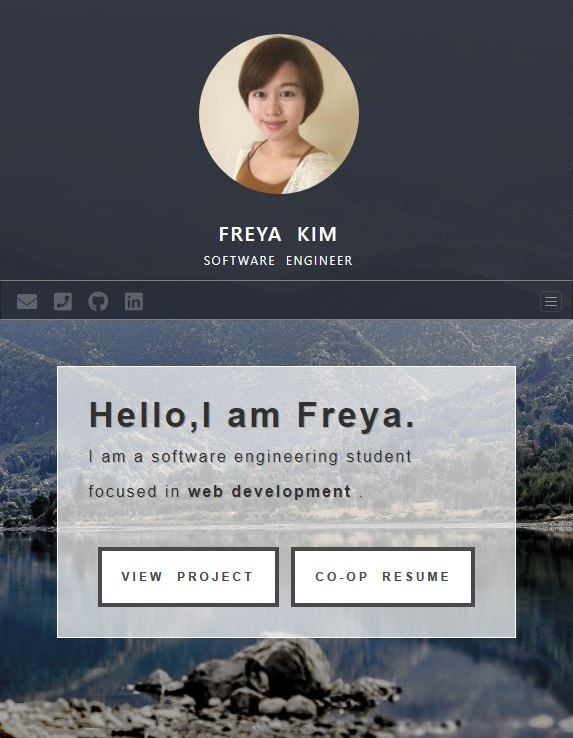 FREYA KIM
SOFTWARE ENGINEER
Hello,I am Freya.
I am a software engineering student
focused in web development .
VIEW PROJECT
CO-OP RESUME